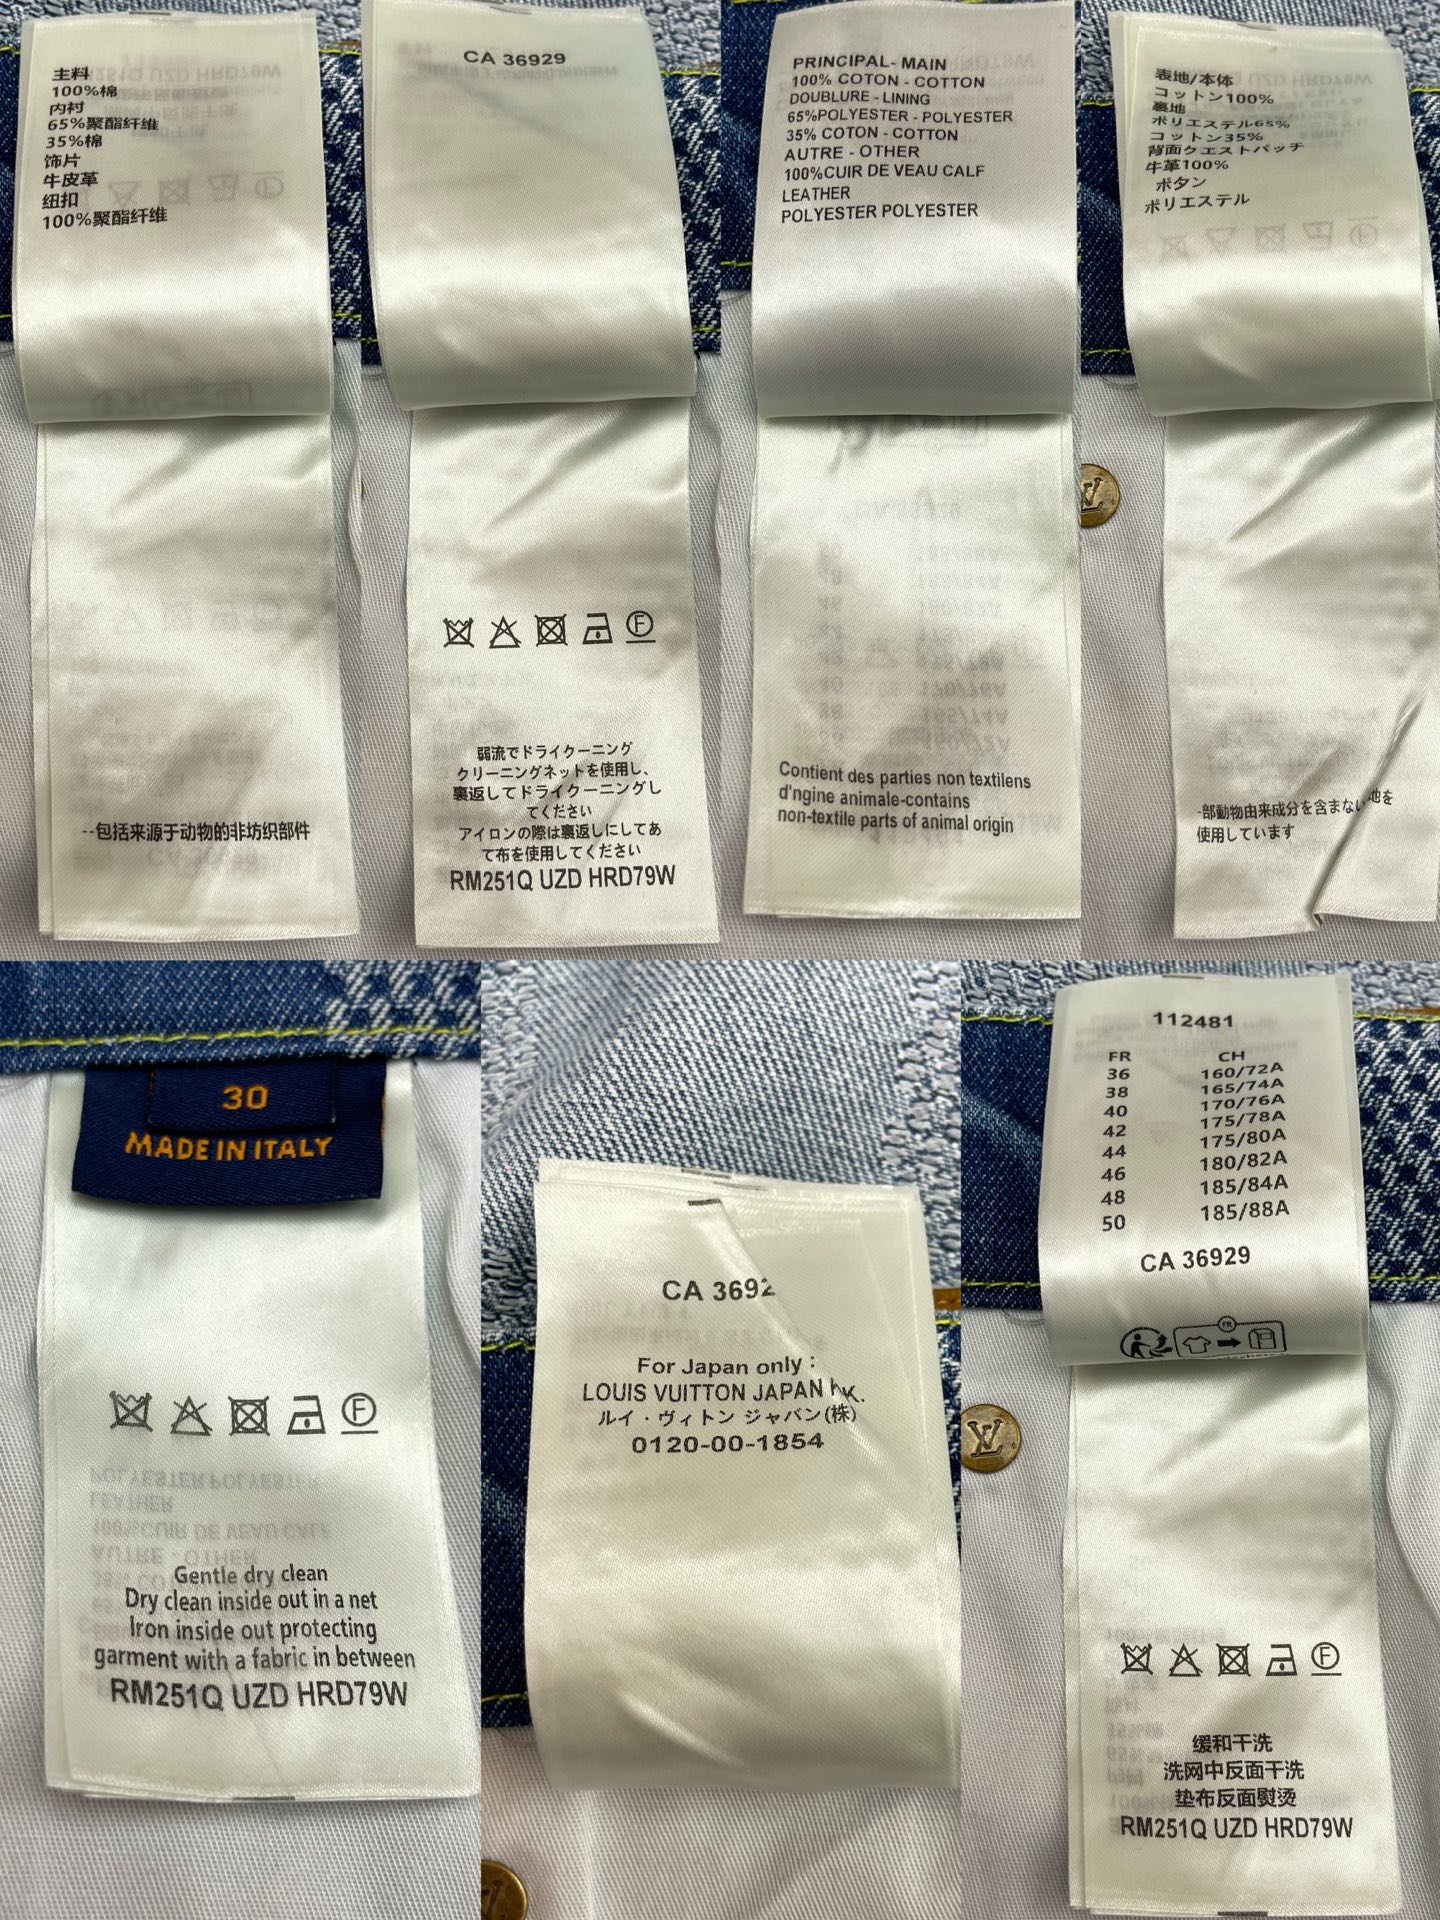 主料
100%棉
内衬
65%聚酯纤维
35%棉
饰片
牛皮革
纽扣
100%聚酯纤维
--包括来源于动物的非纺织部件
CA 36929
弱流でドライクーニング
クリーニングネットを使用し、
裏返してドライクーニングし
てください
アイロンの際は裏返しにしてあ
て布を使用してください
RM251Q UZD HRD79W
PRINCIPAL- MAIN
100% COTON - COTTON
DOUBLURE - LINING
65%POLYESTER - POLYESTER
35% COTON - COTTON
AUTRE - OTHER
100%CUIR DE VEAU CALF
LEATHER
POLYESTER POLYESTER
Contient des parties non textilens
d'ngine animale-contains
non-textile parts of animal origin
表地/本体
コットン100%
裏地
ポリエステル65%
コットン35%
背面クエストパッチ
牛革100%
ボタン
ポリエステル
-部動物由来成分を含まない地を
使用しています
LV
30
MADE IN ITALY
F
Gentle dry clean
Dry clean inside out in a net
Iron inside out protecting
garment with a fabric in between
RM251Q UZD HRD79W
CA 3692
For Japan only :
LOUIS VUITTON JAPAN K.
ルイ・ヴィトン ジャパン(株)
0120-00-1854
112481
FR CH
36 160/72A
38 165/74A
40 170/76A
42 175/78A
44 175/80A
46 180/82A
48 185/84A
50 185/88A
CA 36929
FR
LV
F
缓和干洗
洗网中反面干洗
垫布反面熨烫
RM251Q UZD HRD79W